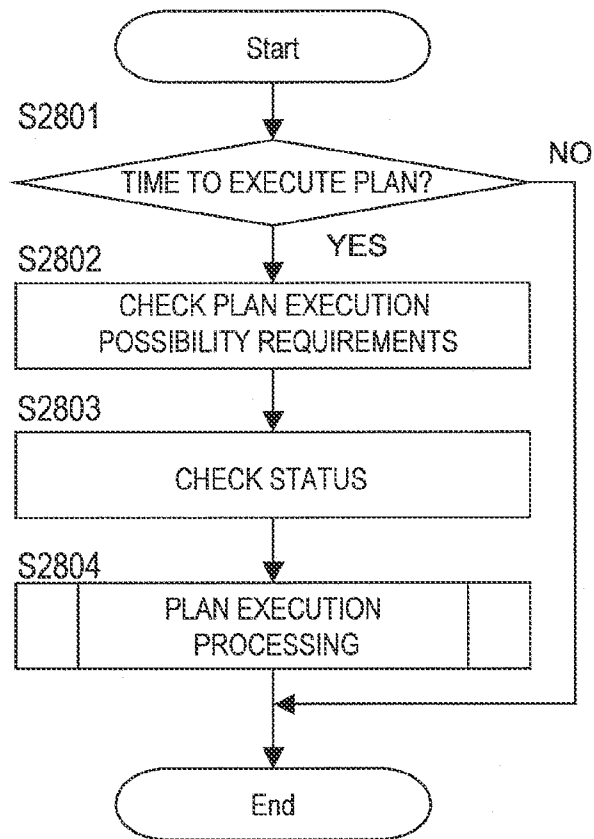 Start
S2801
TIME TO EXECUTE PLAN?
NO
YES
S2802
CHECK PLAN EXECUTION
POSSIBILITY REQUIREMENTS
S2803
CHECK STATUS
S2804
PLAN EXECUTION
PROCESSING
End